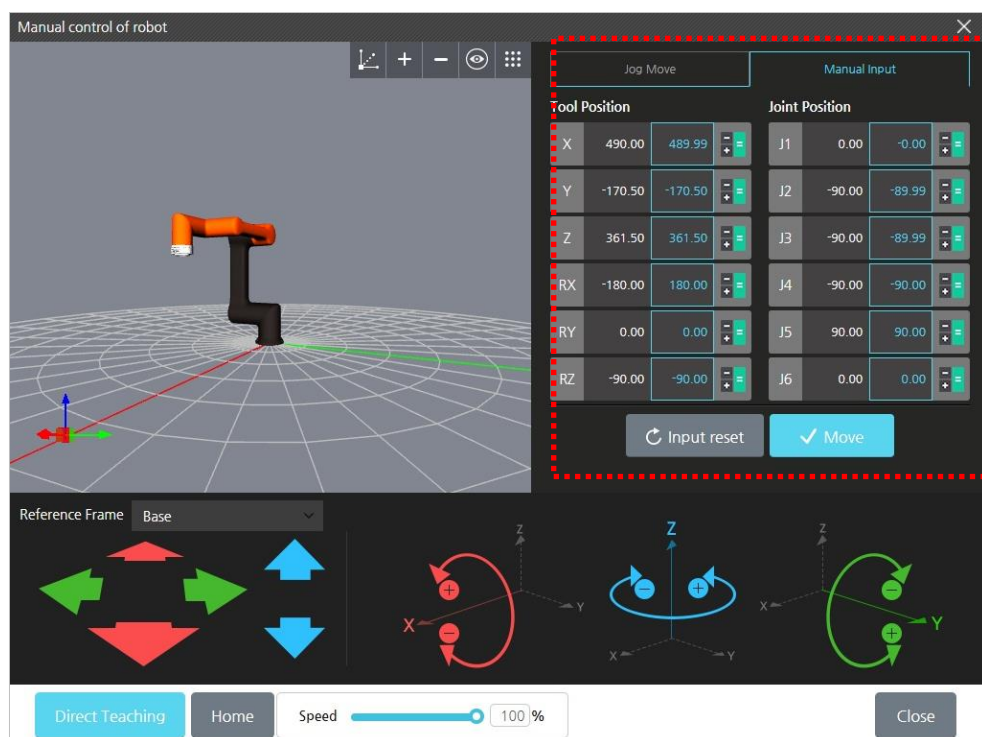 Manual control of robot
Jog Move Manual Input
Tool Position Joint Position
X 490.00 489.99 - + = J1 0.00 -0.00 - + =
Y -170.50 -170.50 - + = J2 -90.00 -89.99 - + =
Z 361.50 361.50 - + = J3 -90.00 -89.99 - + =
RX -180.00 180.00 - + = J4 -90.00 -90.00 - + =
RY 0.00 0.00 - + = J5 90.00 90.00 - + =
RZ -90.00 -90.00 - + = J6 0.00 0.00 - + =
Input reset Move
Reference Frame Base
Z Z Z
+ - + -
Y X
X - + Y
X Y
Direct Teaching Home Speed 100 % Close